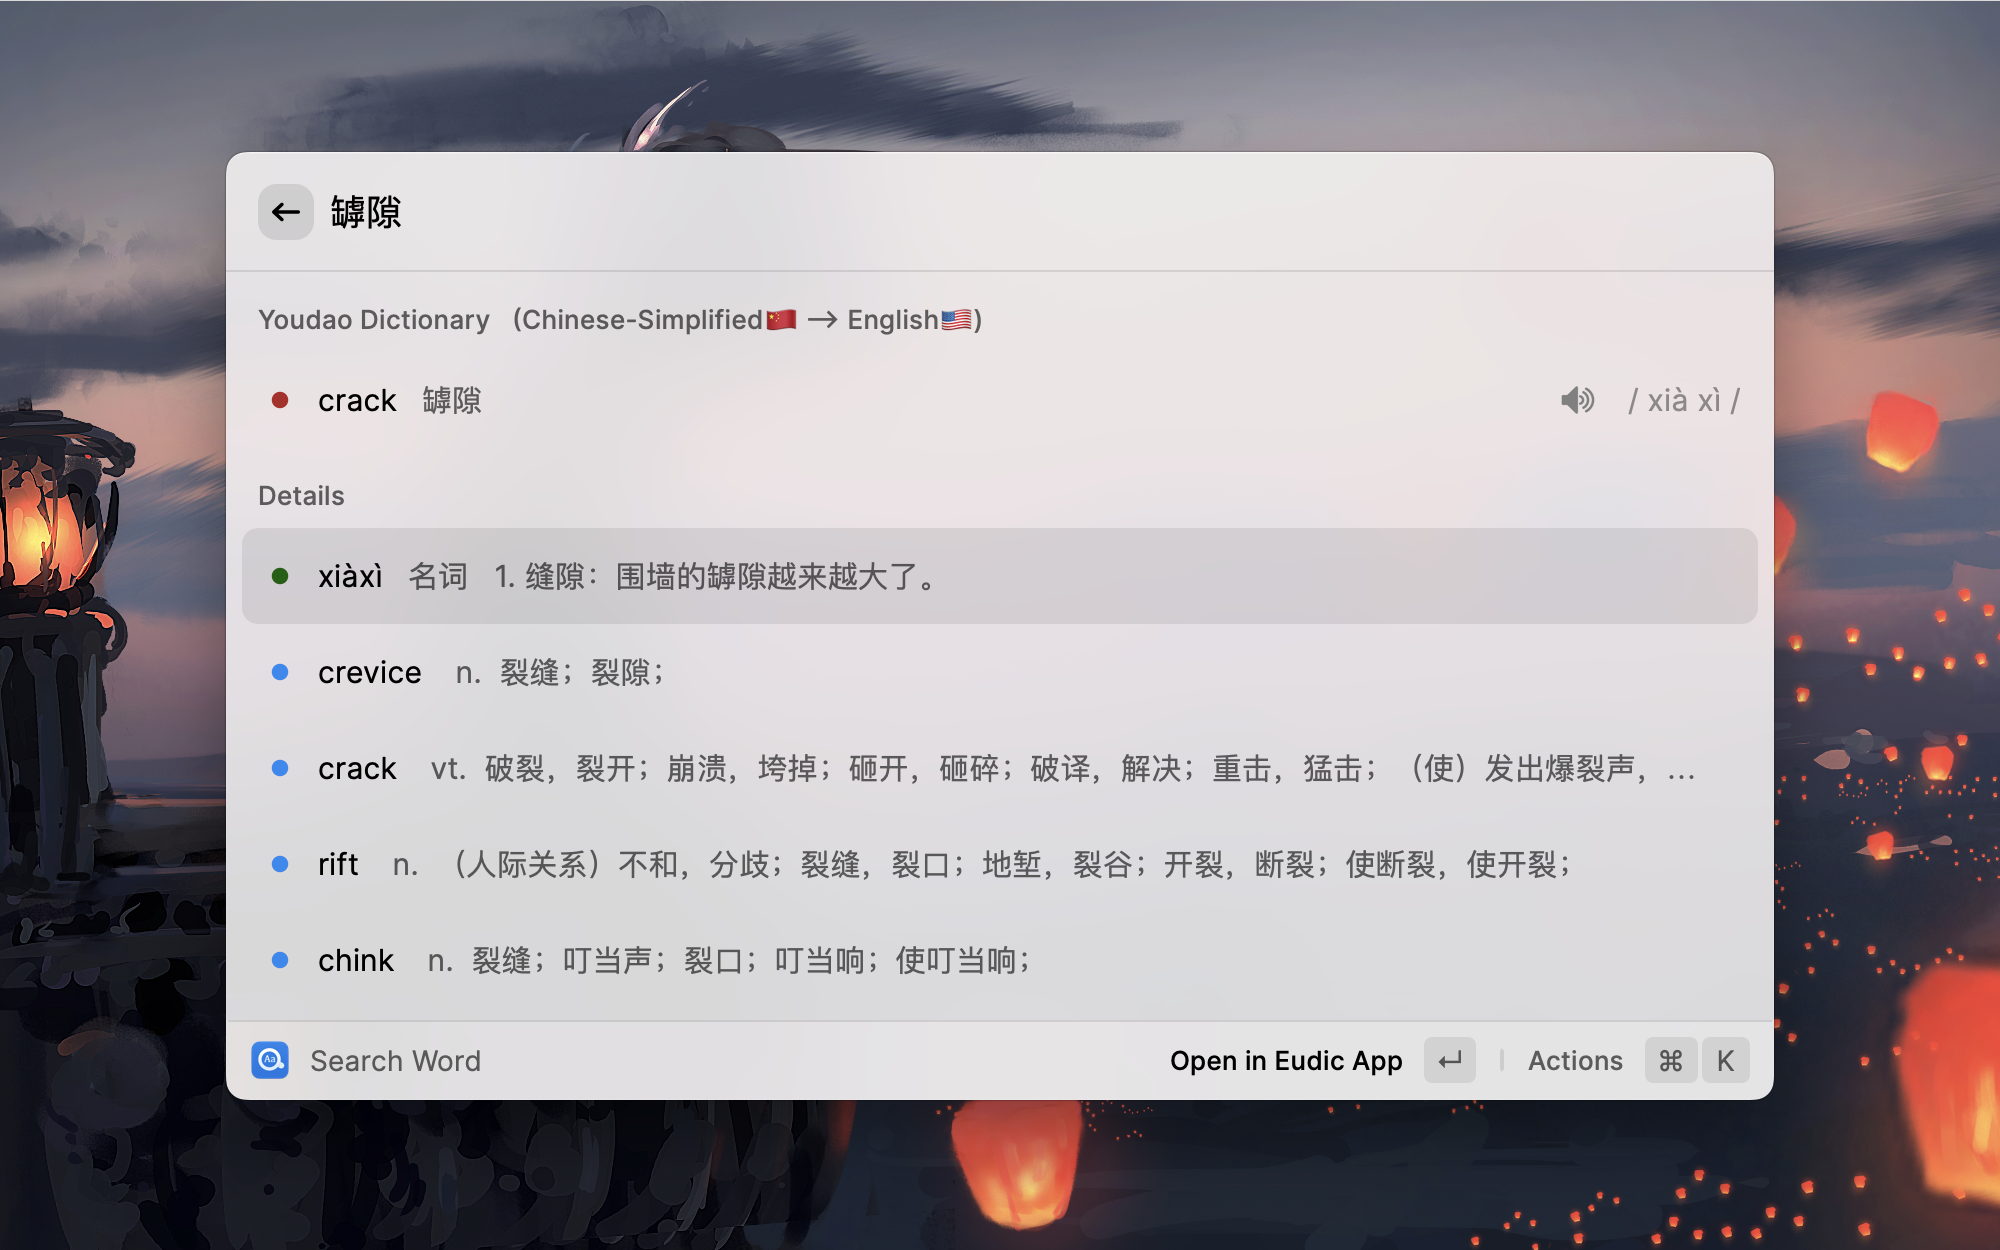 罅隙
Youdao Dictionary (Chinese-Simplified🇨🇳 → English🇺🇸)
crack 罅隙 / xià xì /
Details
xiàxì 名词 1. 缝隙：围墙的罅隙越来越大了。
crevice n. 裂缝；裂隙；
crack vt. 破裂，裂开；崩溃，垮掉；砸开，砸碎；破译，解决；重击，猛击；（使）发出爆裂声，...
rift n. （人际关系）不和，分歧；裂缝，裂口；地堑，裂谷；开裂，断裂；使断裂，使开裂；
chink n. 裂缝；叮当声；裂口；叮当响；使叮当响；
Aa Search Word Open in Eudic App ↵ Actions ⌘ K